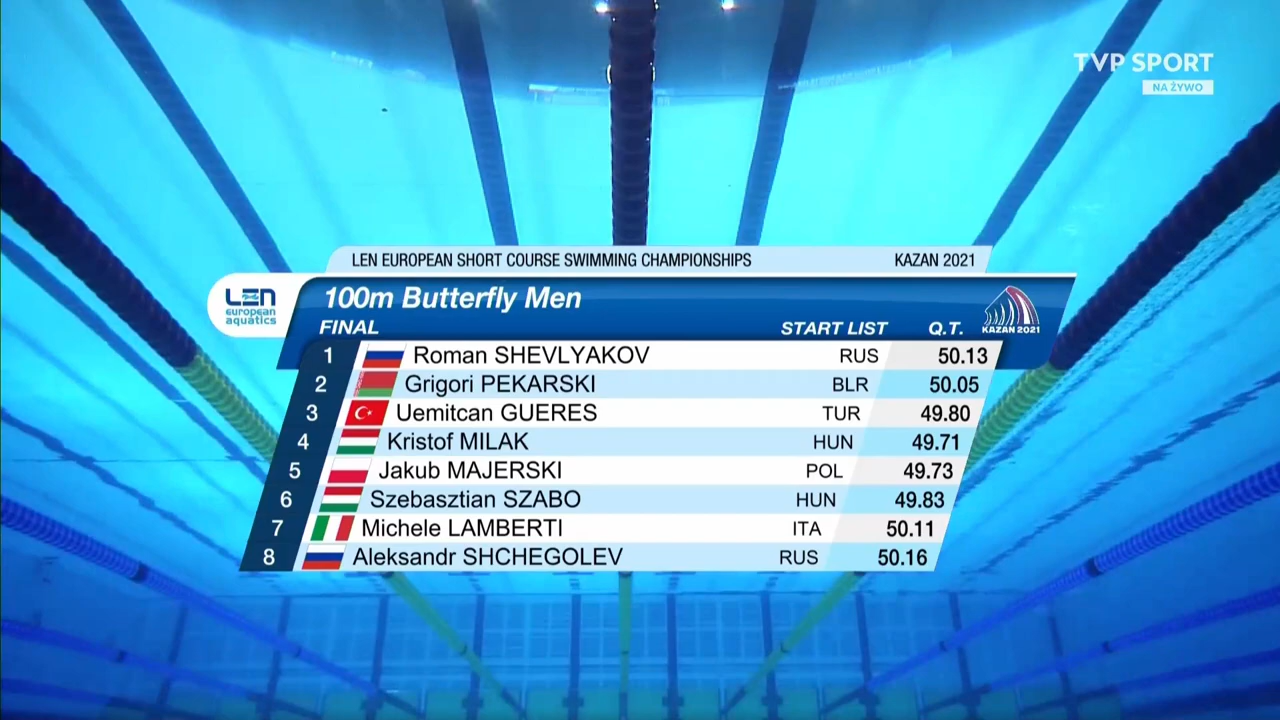 TVP SPORT
NA ŻYWO
LEN EUROPEAN SHORT COURSE SWIMMING CHAMPIONSHIPS KAZAN 2021
LEN european aquatics
100m Butterfly Men
KAZAN 2021
FINAL START LIST Q.T.
1 Roman SHEVLYAKOV RUS 50.13
2 Grigori PEKARSKI BLR 50.05
3 Uemitcan GUERES TUR 49.80
4 Kristof MILAK HUN 49.71
5 Jakub MAJERSKI POL 49.73
6 Szebasztian SZABO HUN 49.83
7 Michele LAMBERTI ITA 50.11
8 Aleksandr SHCHEGOLEV RUS 50.16